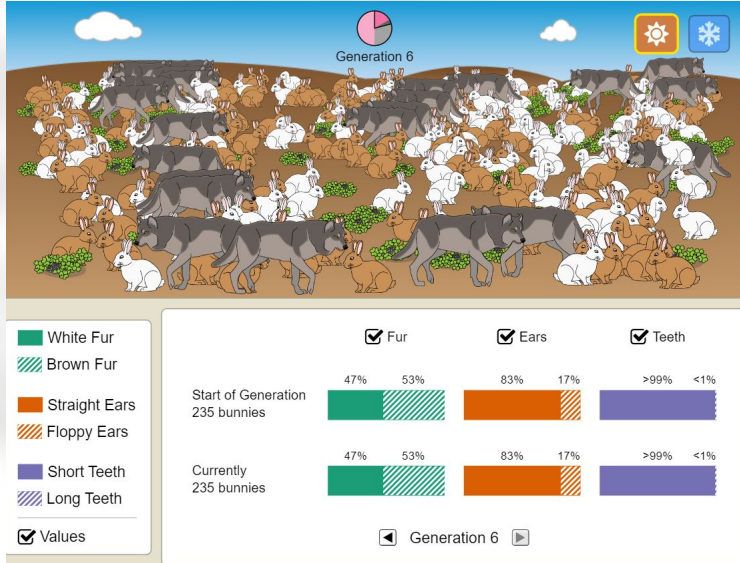 Generation 6
White Fur
Brown Fur
Straight Ears
Floppy Ears
Short Teeth
Long Teeth
Values
Fur Ears Teeth
47% 53% 83% 17% >99% <1%
Start of Generation
235 bunnies
47% 53% 83% 17% >99% <1%
Currently
235 bunnies
Generation 6